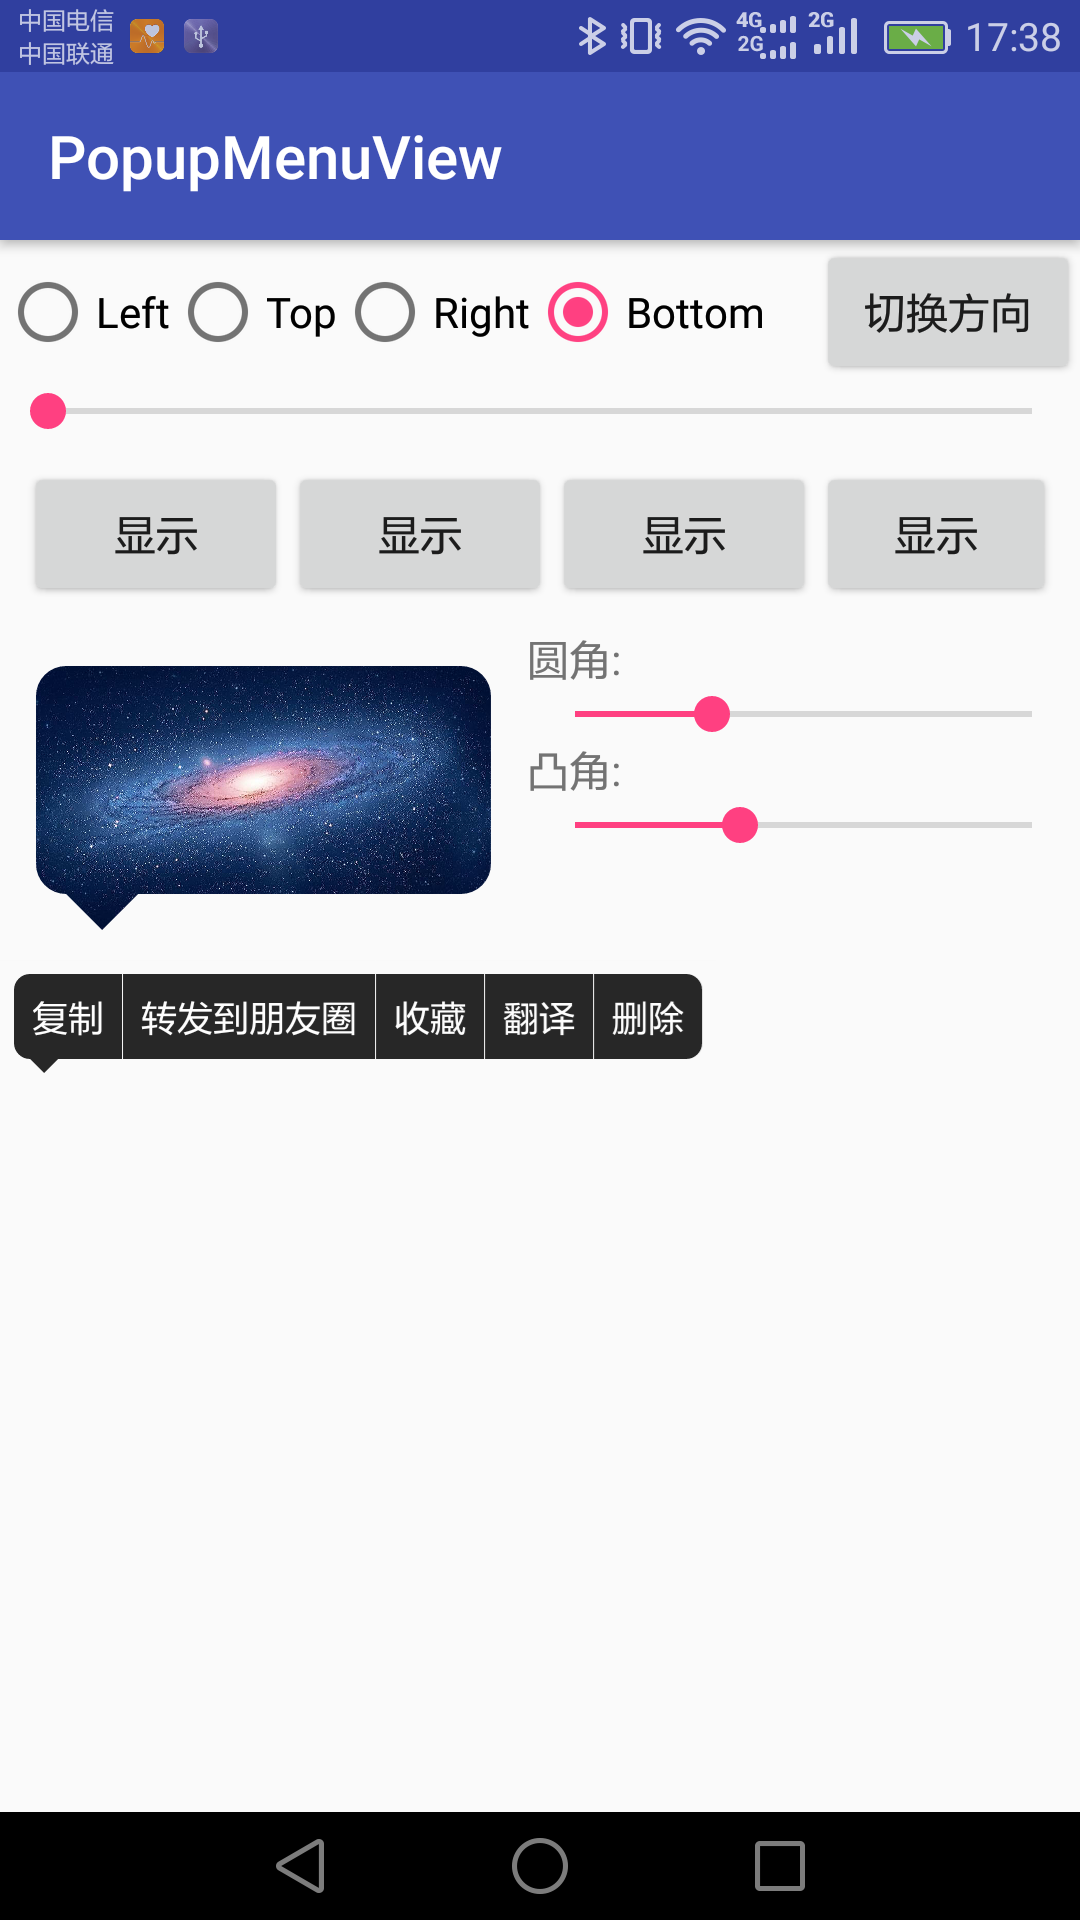 中国电信
中国联通
4G
2G
2G
17:38
PopupMenuView
Left Top Right Bottom 切换方向
显示 显示 显示 显示
圆角:
凸角:
复制 转发到朋友圈 收藏 翻译 删除